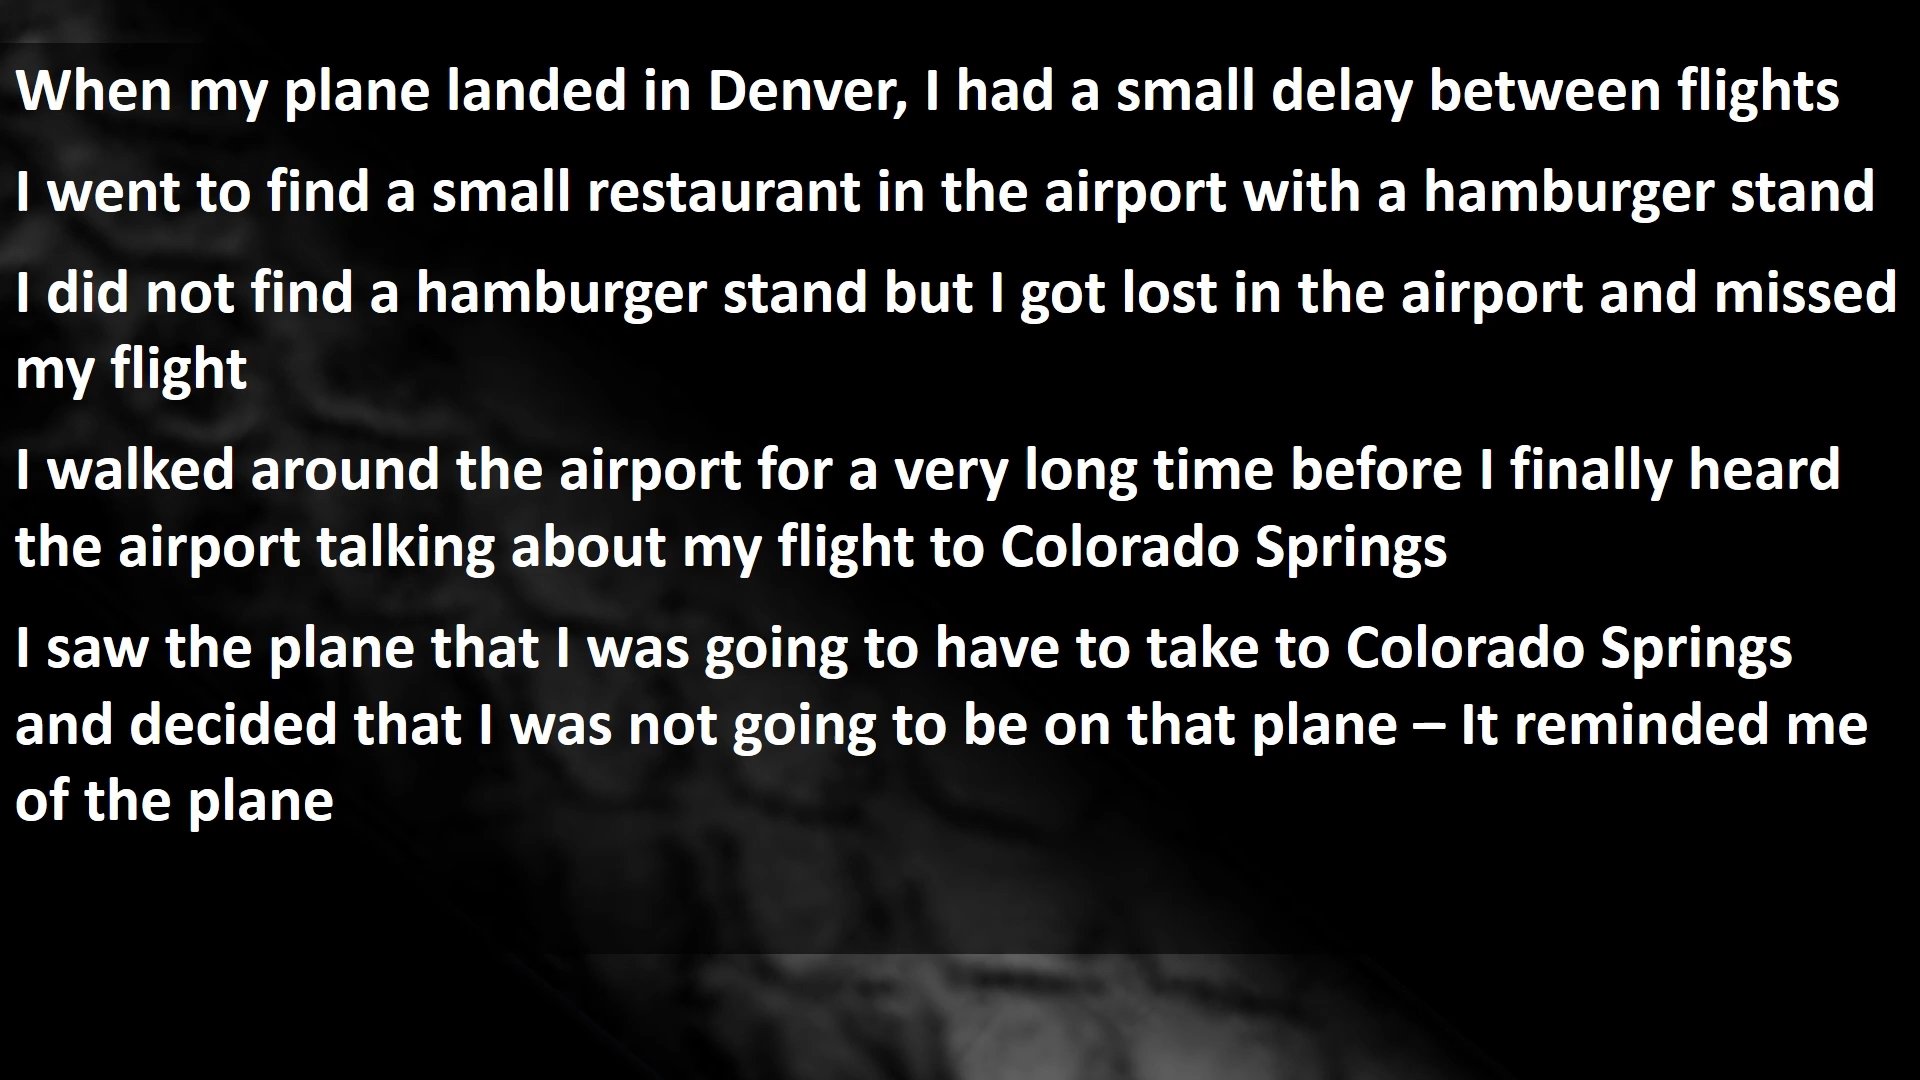 When my plane landed in Denver, I had a small delay between flights
I went to find a small restaurant in the airport with a hamburger stand
I did not find a hamburger stand but I got lost in the airport and missed
my flight
I walked around the airport for a very long time before I finally heard
the airport talking about my flight to Colorado Springs
I saw the plane that I was going to have to take to Colorado Springs
and decided that I was not going to be on that plane – It reminded me
of the plane